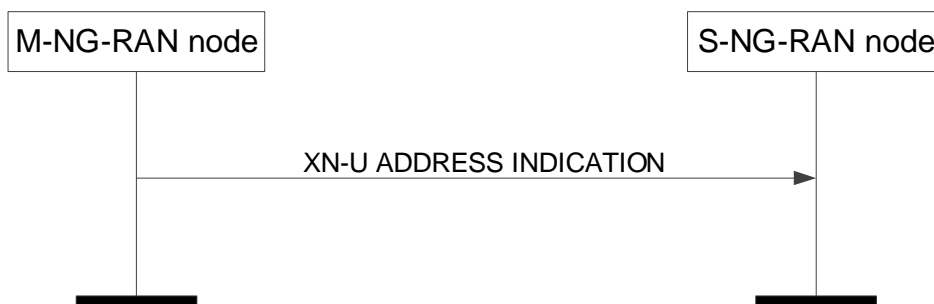 M-NG-RAN node
S-NG-RAN node
XN-U ADDRESS INDICATION